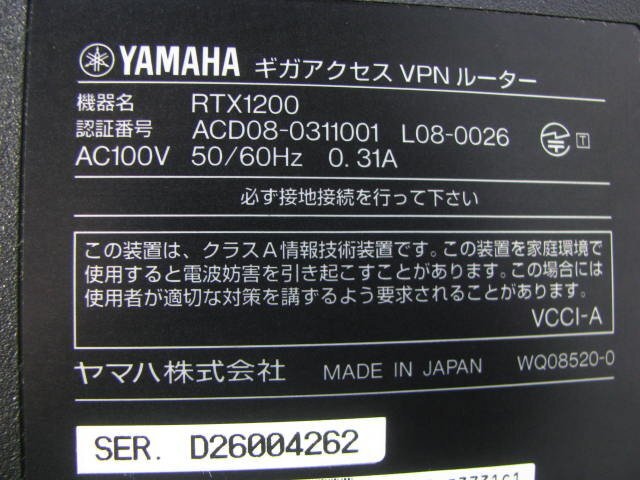 YAMAHA ギガアクセス VPN ルーター
機器名 RTX1200
認証番号 ACD08-0311001 L08-0026 T
AC100V 50/60Hz 0.31A
必ず接地接続を行って下さい
この装置は、クラスA情報技術装置です。この装置を家庭環境で
使用すると電波妨害を引き起こすことがあります。この場合には
使用者が適切な対策を講ずるよう要求されることがあります。
VCCI-A
ヤマハ株式会社 MADE IN JAPAN WQ08520-0
SER. D26004262